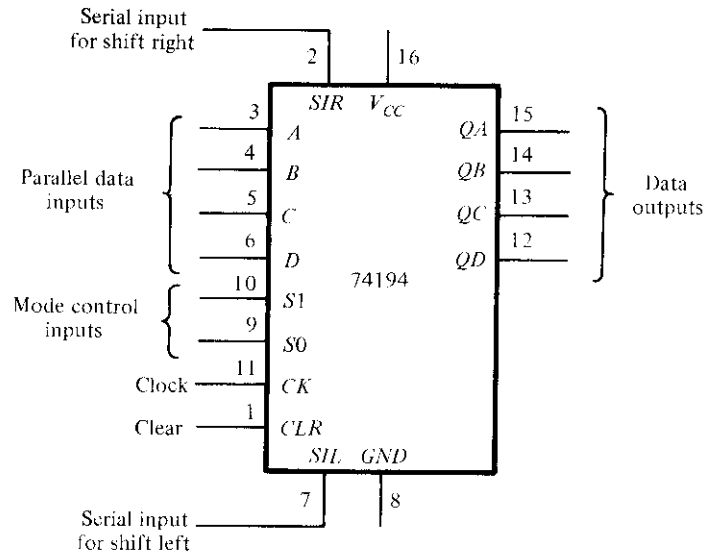 Serial input
for shift right
2
16
SIR
VCC
3
A
QA
15
4
B
QB
14
Parallel data
inputs
5
C
QC
13
Data
outputs
6
D
QD
12
74194
Mode control
inputs
10
S1
9
S0
Clock
11
CK
Clear
1
CLR
SIL
GND
7
8
Serial input
for shift left